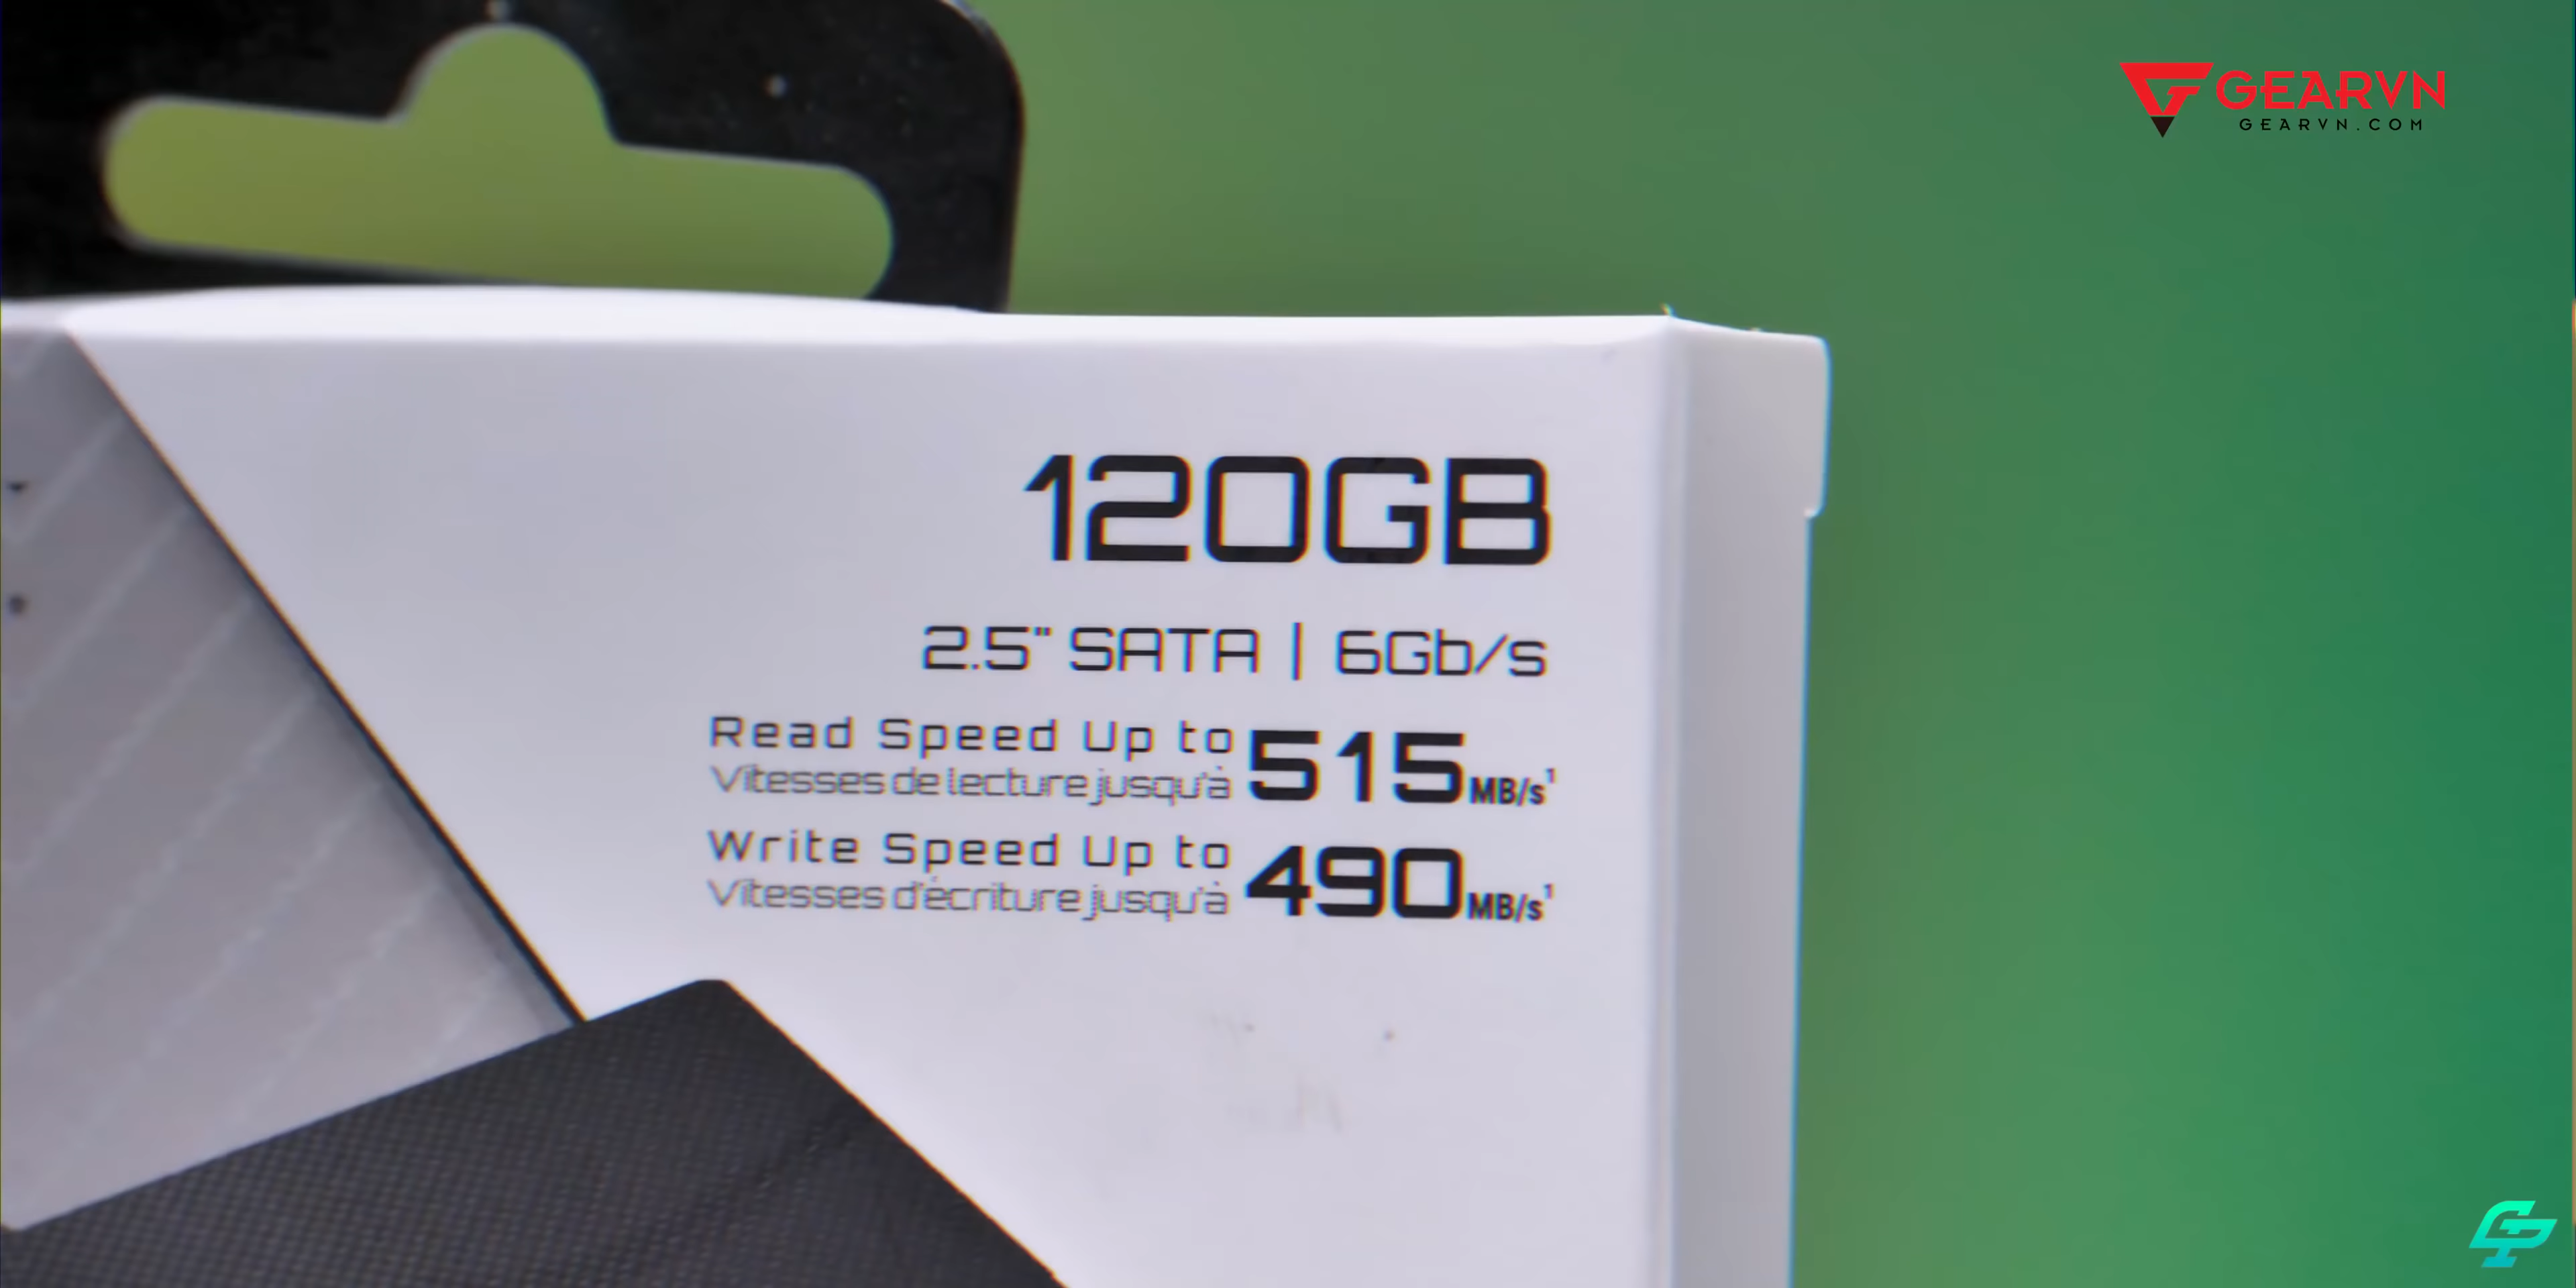 GEARVN
GEARVN.COM
120GB
2.5" SATA | 6Gb/s
Read Speed Up to 515MB/s¹
Vitesses de lecture jusqu'à
Write Speed Up to 490MB/s¹
Vitesses d'écriture jusqu'à